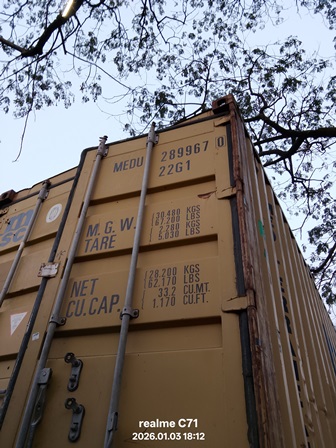 MEDU 289967 0
22G1
M.G.W. 30.480 KGS
67.200 LBS
TARE 2.280 KGS
5.030 LBS
NET 28.200 KGS
62.170 LBS
CU.CAP. 33.2 CU.MT.
1.170 CU.FT.
msc
realme C71
2026.01.03 18:12